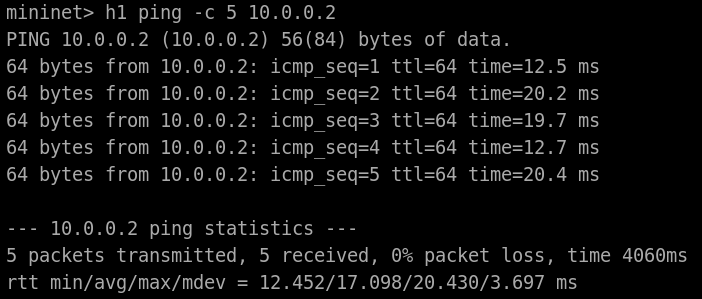 mininet> h1 ping -c 5 10.0.0.2
PING 10.0.0.2 (10.0.0.2) 56(84) bytes of data.
64 bytes from 10.0.0.2: icmp_seq=1 ttl=64 time=12.5 ms
64 bytes from 10.0.0.2: icmp_seq=2 ttl=64 time=20.2 ms
64 bytes from 10.0.0.2: icmp_seq=3 ttl=64 time=19.7 ms
64 bytes from 10.0.0.2: icmp_seq=4 ttl=64 time=12.7 ms
64 bytes from 10.0.0.2: icmp_seq=5 ttl=64 time=20.4 ms
--- 10.0.0.2 ping statistics ---
5 packets transmitted, 5 received, 0% packet loss, time 4060ms
rtt min/avg/max/mdev = 12.452/17.098/20.430/3.697 ms